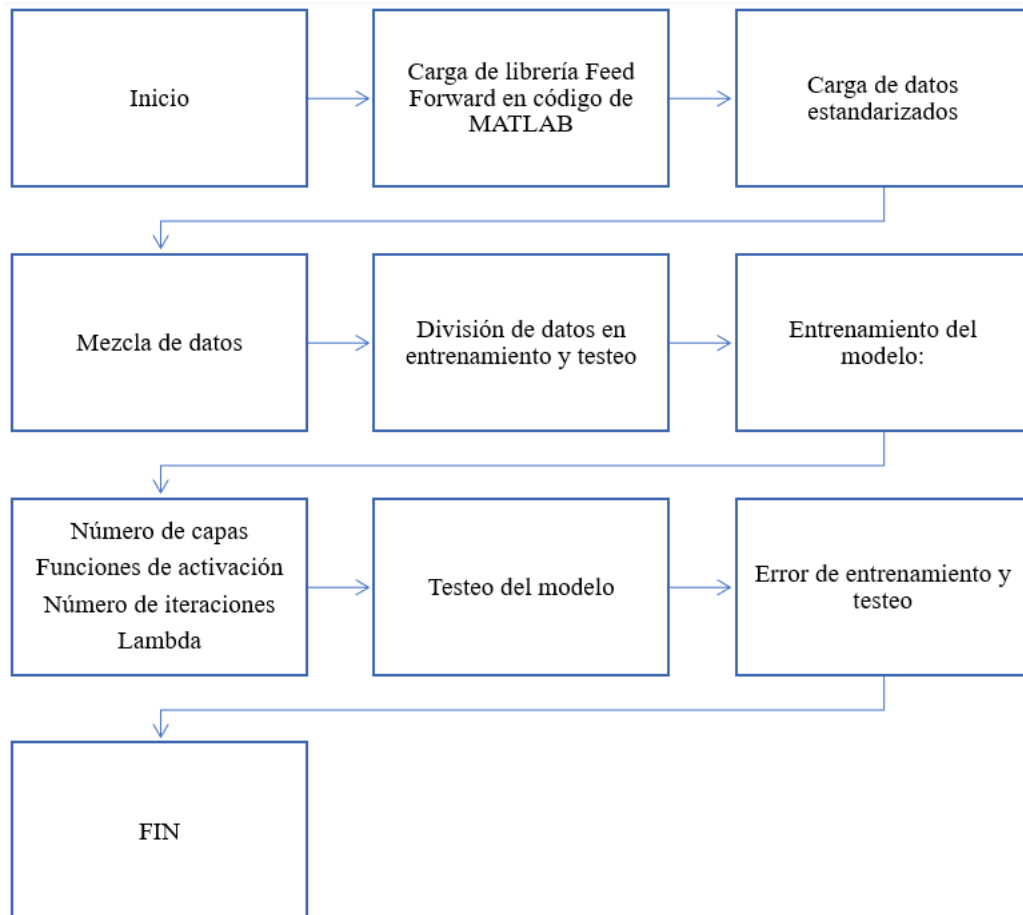 Inicio
Carga de librería Feed
Forward en código de
MATLAB
Carga de datos
estandarizados
Mezcla de datos
División de datos en
entrenamiento y testeo
Entrenamiento del
modelo:
Número de capas
Funciones de activación
Número de iteraciones
Lambda
Testeo del modelo
Error de entrenamiento y
testeo
FIN